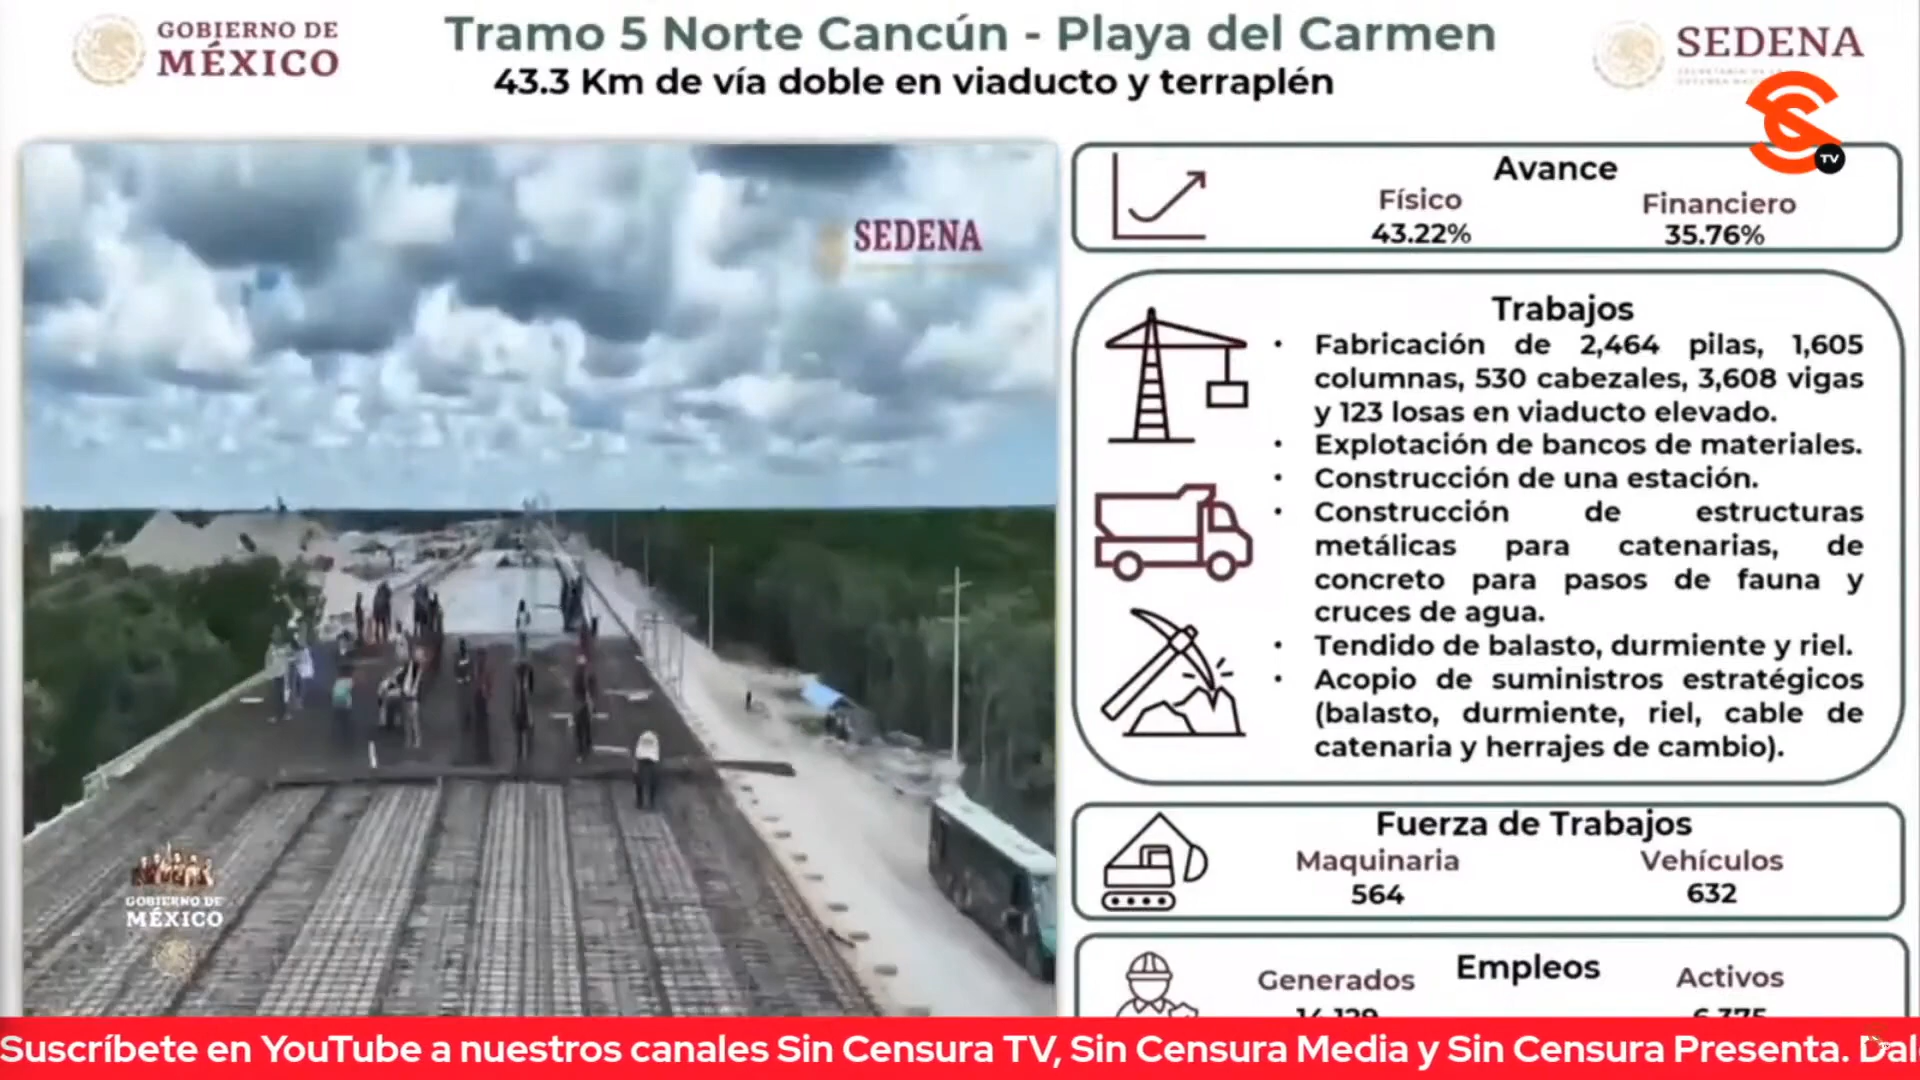 GOBIERNO DE
MÉXICO
Tramo 5 Norte Cancún - Playa del Carmen
43.3 Km de vía doble en viaducto y terraplén
SEDENA
TV
SEDENA
GOBIERNO DE
MÉXICO
Avance
Físico
43.22%
Financiero
35.76%
Trabajos
• Fabricación de 2,464 pilas, 1,605
columnas, 530 cabezales, 3,608 vigas
y 123 losas en viaducto elevado.
• Explotación de bancos de materiales.
• Construcción de una estación.
• Construcción de estructuras
metálicas para catenarias, de
concreto para pasos de fauna y
cruces de agua.
• Tendido de balasto, durmiente y riel.
• Acopio de suministros estratégicos
(balasto, durmiente, riel, cable de
catenaria y herrajes de cambio).
Fuerza de Trabajos
Maquinaria
564
Vehículos
632
Empleos
Generados
Activos
Suscríbete en YouTube a nuestros canales Sin Censura TV, Sin Censura Media y Sin Censura Presenta.